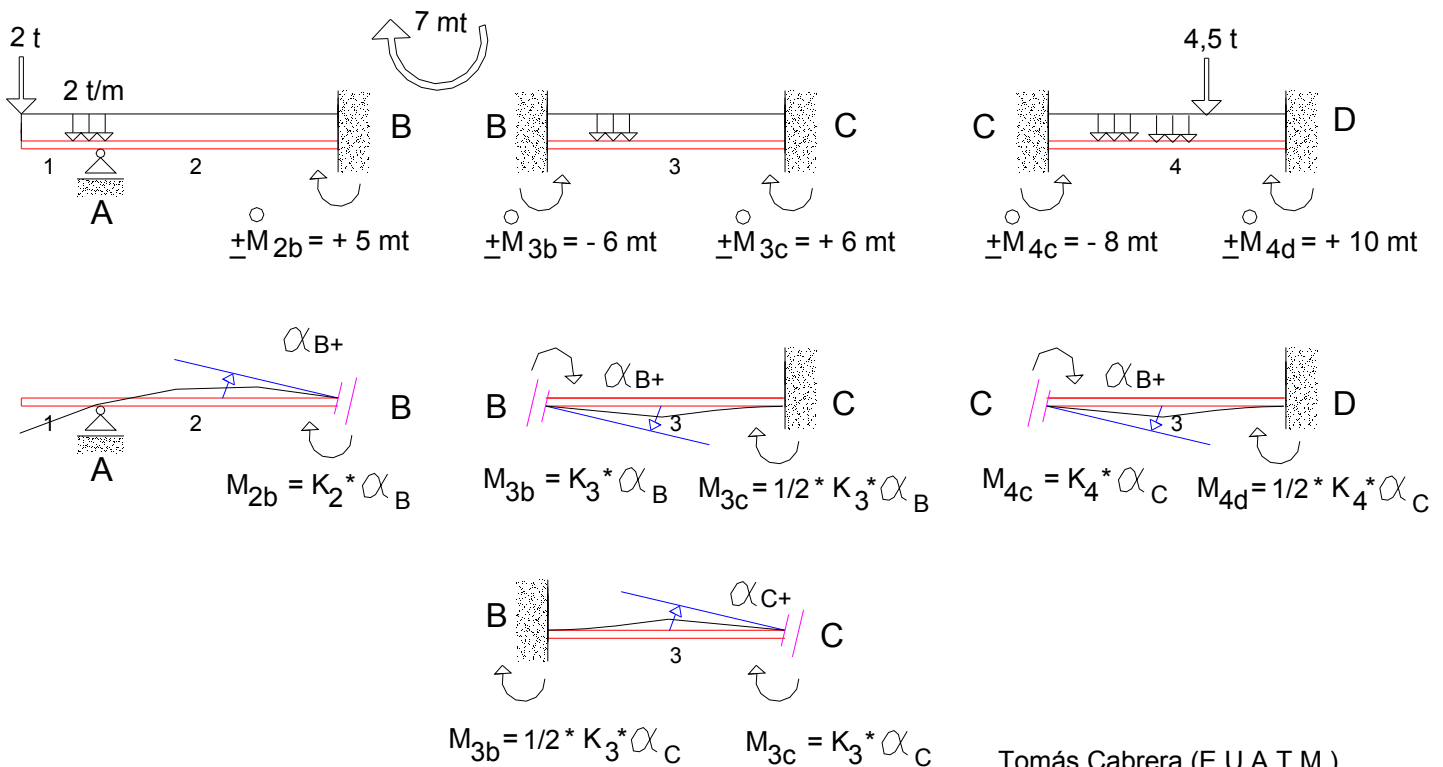 7 mt
2 t
4,5 t
2 t/m
B
B
C
C
D
1
2
3
4
A
+M2b = + 5 mt
+M3b = - 6 mt
+M3c = + 6 mt
+M4c = - 8 mt
+M4d = + 10 mt
αB+
αB+
αB+
B
B
C
C
D
1
2
3
3
A
M2b = K2* αB
M3b = K3* αB
M3c = 1/2 * K3* αB
M4c = K4* αC
M4d = 1/2 * K4* αC
αC+
B
C
3
M3b = 1/2 * K3* αC
M3c = K3* αC
Tomás Cabrera (E.U.A.T.M.)